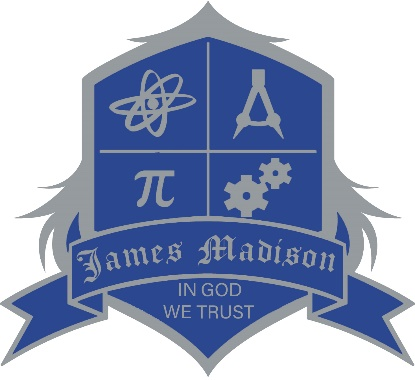 π
James Madison
IN GOD
WE TRUST